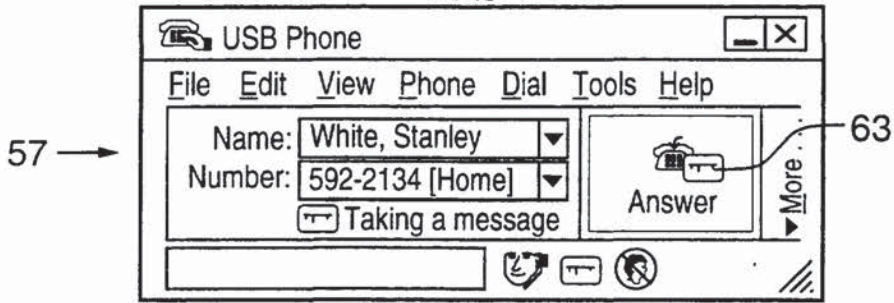 USB Phone
File Edit View Phone Dial Tools Help
57
Name: White, Stanley
63
Number: 592-2134 [Home]
Taking a message
Answer
More . . .